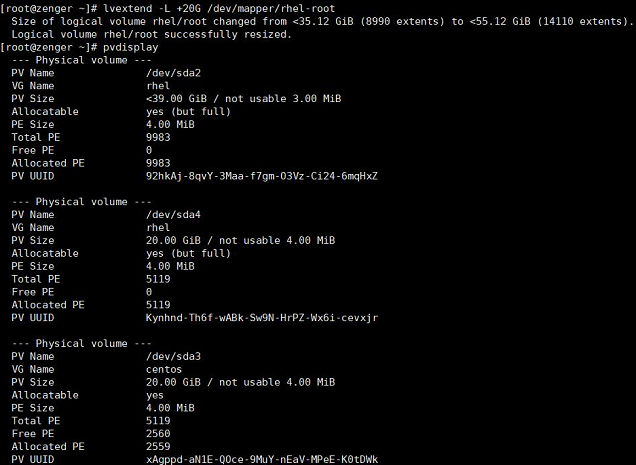 [root@zenger ~]# lvextend -L +20G /dev/mapper/rhel-root
Size of logical volume rhel/root changed from <35.12 GiB (8990 extents) to <55.12 GiB (14110 extents).
Logical volume rhel/root successfully resized.
[root@zenger ~]# pvdisplay
--- Physical volume ---
PV Name /dev/sda2
VG Name rhel
PV Size <39.00 GiB / not usable 3.00 MiB
Allocatable yes (but full)
PE Size 4.00 MiB
Total PE 9983
Free PE 0
Allocated PE 9983
PV UUID 92hkAj-8qvY-3Maa-f7gm-O3Vz-Ci24-6mqHxZ
--- Physical volume ---
PV Name /dev/sda4
VG Name rhel
PV Size 20.00 GiB / not usable 4.00 MiB
Allocatable yes (but full)
PE Size 4.00 MiB
Total PE 5119
Free PE 0
Allocated PE 5119
PV UUID Kynhnd-Th6f-wABk-Sw9N-HrPZ-Wx6i-cevxjr
--- Physical volume ---
PV Name /dev/sda3
VG Name centos
PV Size 20.00 GiB / not usable 4.00 MiB
Allocatable yes
PE Size 4.00 MiB
Total PE 5119
Free PE 2560
Allocated PE 2559
PV UUID xAgppd-aN1E-QOce-9MuY-nEaV-MPeE-K0tDWk